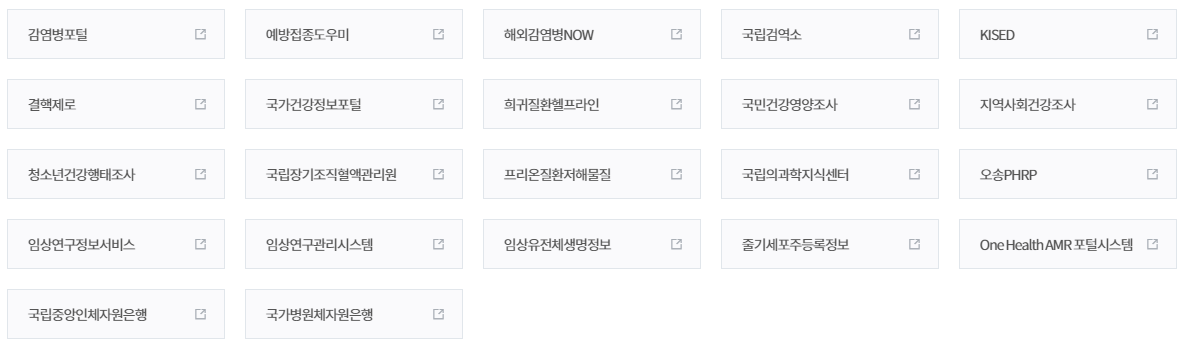 감염병포털
예방접종도우미
해외감염병NOW
국립검역소
KISED
결핵제로
국가건강정보포털
희귀질환헬프라인
국민건강영양조사
지역사회건강조사
청소년건강행태조사
국립장기조직혈액관리원
프리온질환저해물질
국립의과학지식센터
오송PHRP
임상연구정보서비스
임상연구관리시스템
임상유전체생명정보
줄기세포주등록정보
One Health AMR 포털시스템
국립중앙인체자원은행
국가병원체자원은행